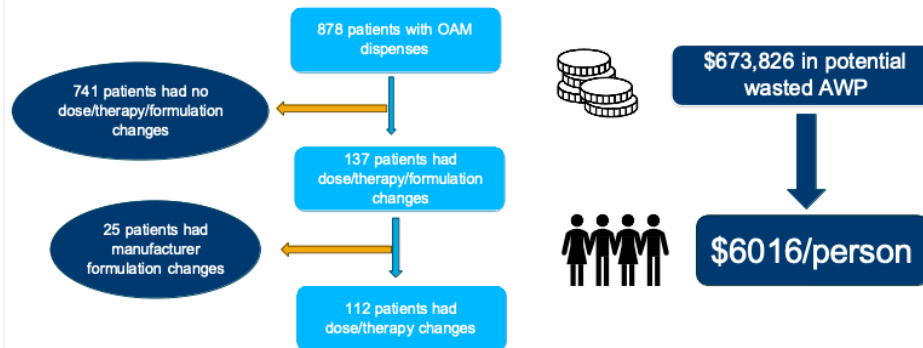 878 patients with OAM
dispenses
741 patients had no
dose/therapy/formulation
changes
137 patients had
dose/therapy/formulation
changes
25 patients had
manufacturer
formulation changes
112 patients had
dose/therapy changes
$673,826 in potential
wasted AWP
$6016/person